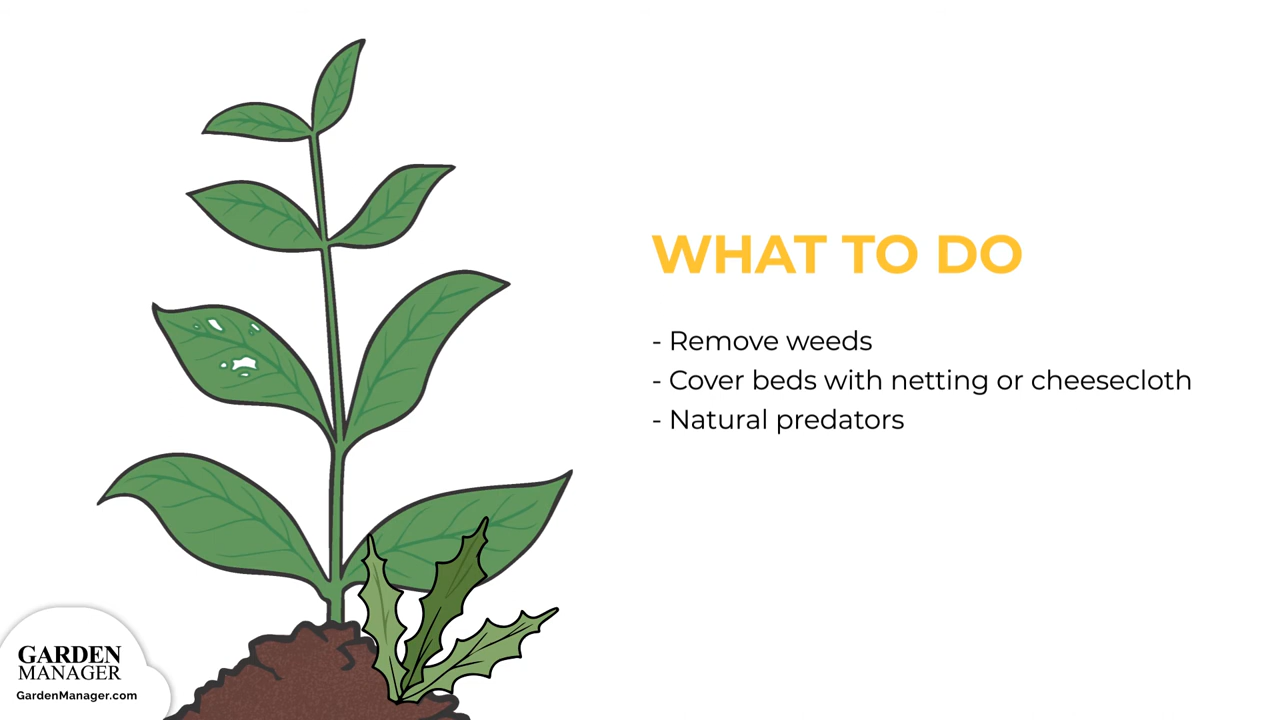 WHAT TO DO
- Remove weeds
- Cover beds with netting or cheesecloth
- Natural predators
GARDEN
MANAGER
GardenManager.com